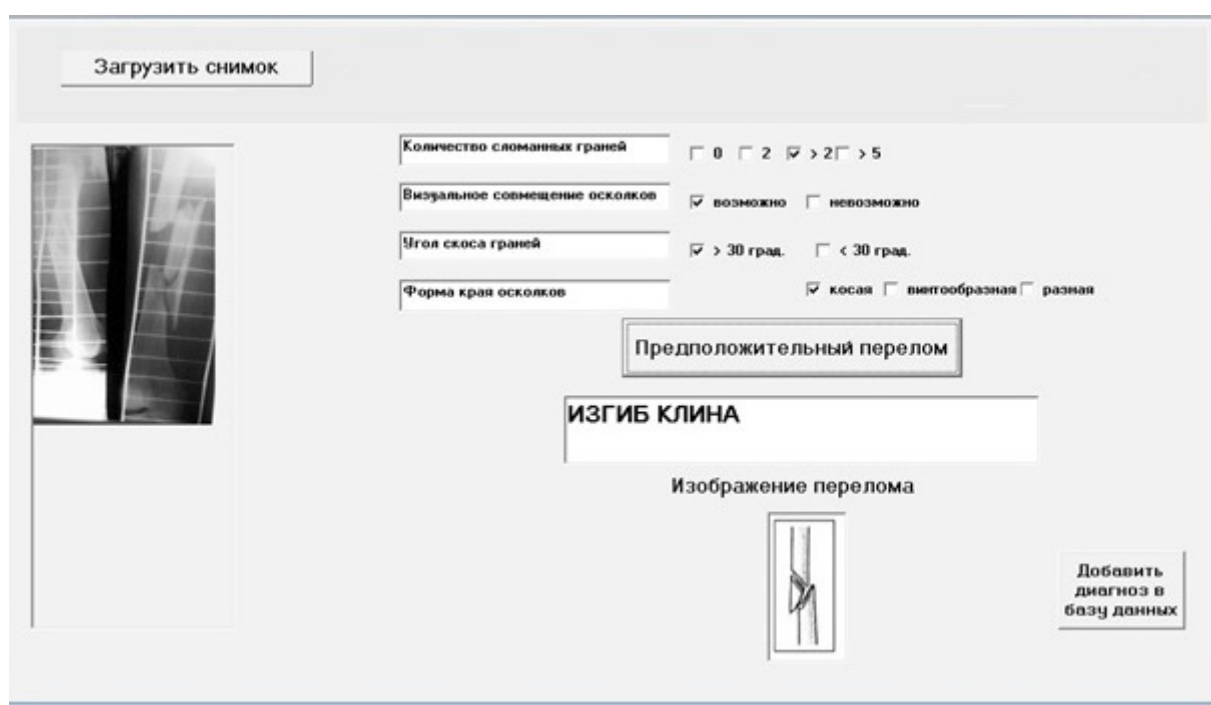 Загрузить снимок
Количество сломанных граней 0 2 > 2 > 5
Визуальное совмещение осколков возможно невозможно
Угол скоса граней > 30 град. < 30 град.
Форма края осколков косая винтообразная разная
Предположительный перелом
ИЗГИБ КЛИНА
Изображение перелома
Добавить
диагноз в
базу данных